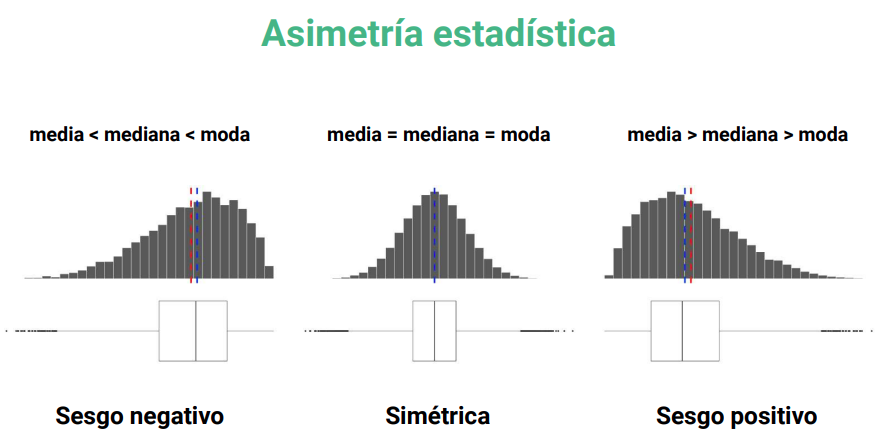 Asimetría estadística
media < mediana < moda
media = mediana = moda
media > mediana > moda
Sesgo negativo
Simétrica
Sesgo positivo